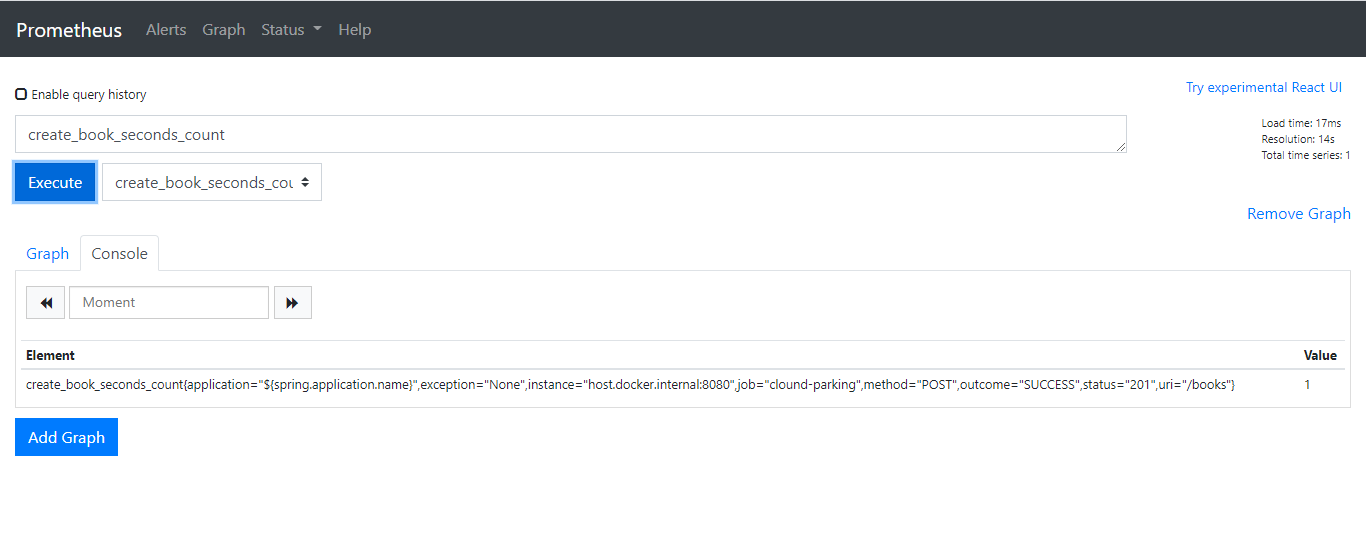 Prometheus Alerts Graph Status Help
Enable query history
Try experimental React UI
create_book_seconds_count
Load time: 17ms
Resolution: 14s
Total time series: 1
Execute create_book_seconds_cou
Remove Graph
Graph Console
Moment
Element Value
create_book_seconds_count{application="${spring.application.name}",exception="None",instance="host.docker.internal:8080",job="clound-parking",method="POST",outcome="SUCCESS",status="201",uri="/books"} 1
Add Graph